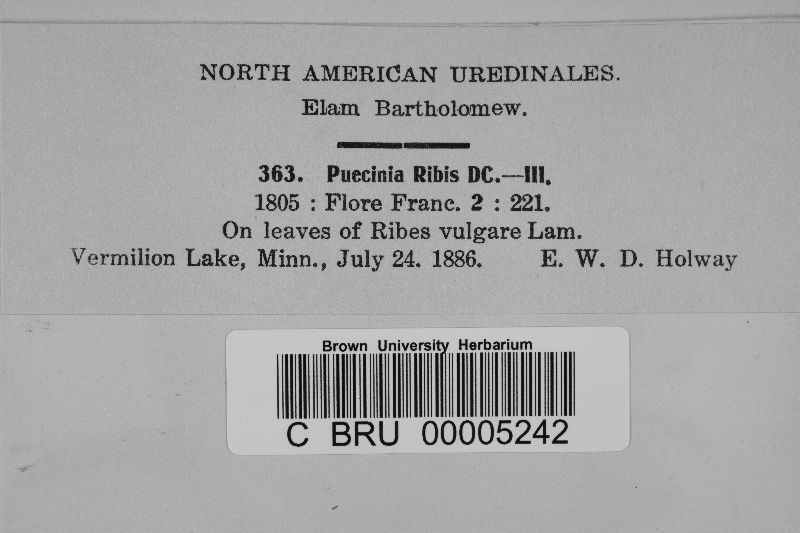 NORTH AMERICAN UREDINALES.
Elam Bartholomew.
363. Puecinia Ribis DC.—III.
1805 : Flore Franc. 2 : 221.
On leaves of Ribes vulgare Lam.
Vermilion Lake, Minn., July 24. 1886. E. W. D. Holway
Brown University Herbarium
C BRU 00005242